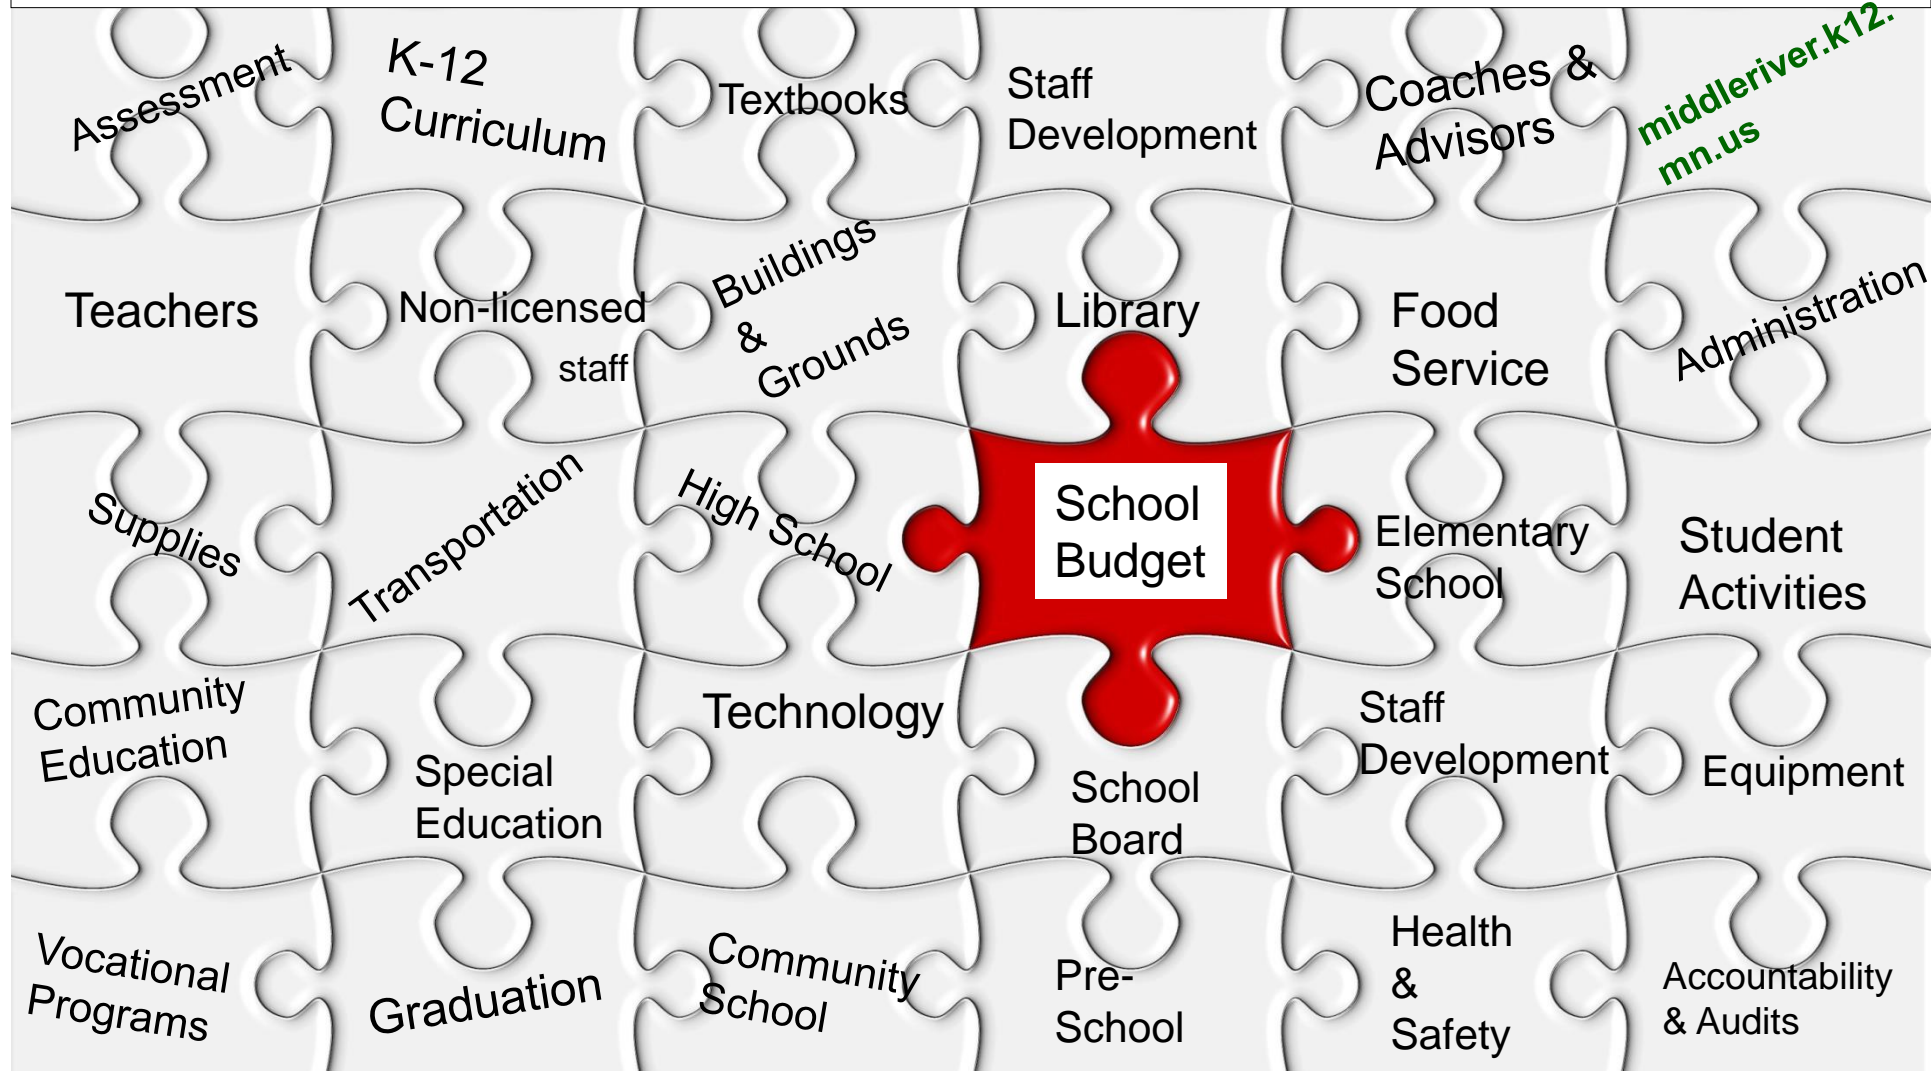 Assessment
K-12
Curriculum
Textbooks
Staff
Development
Coaches &
Advisors
middleriver.k12.
mn.us
Teachers
Non-licensed
staff
Buildings
&
Grounds
Library
Food
Service
Administration
Supplies
Transportation
High School
School
Budget
Elementary
School
Student
Activities
Community
Education
Special
Education
Technology
School
Board
Staff
Development
Equipment
Vocational
Programs
Graduation
Community
School
Pre-
School
Health
&
Safety
Accountability
& Audits